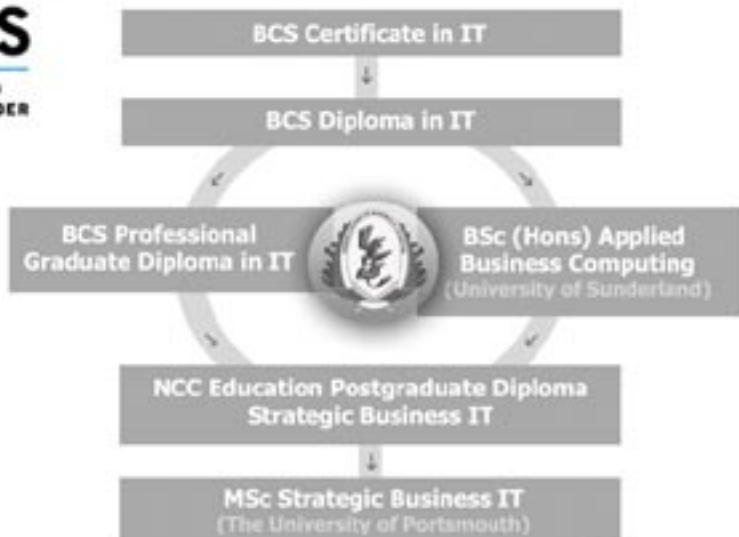 S
DER
BCS Certificate in IT
↓
BCS Diploma in IT
← →
BCS Professional
Graduate Diploma in IT
BSc (Hons) Applied
Business Computing
(University of Sunderland)
→ ←
NCC Education Postgraduate Diploma
Strategic Business IT
↓
MSc Strategic Business IT
(The University of Portsmouth)